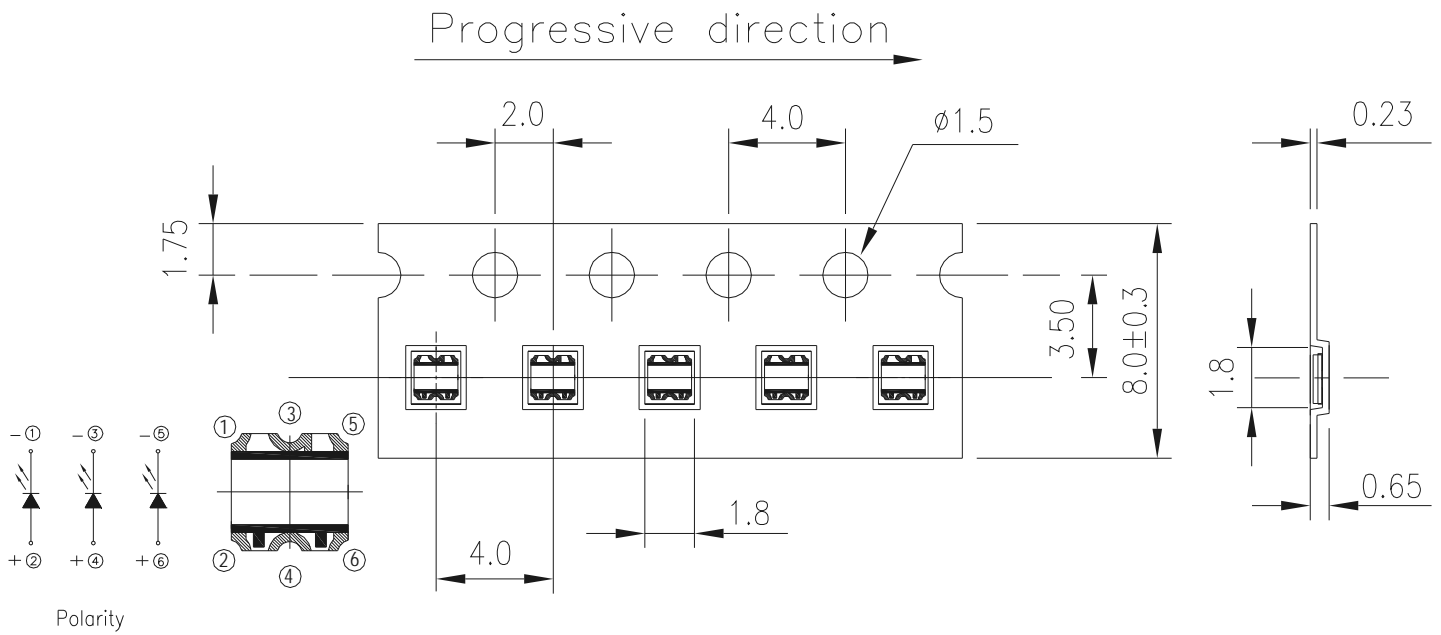 Progressive direction
2.0
4.0
ø1.5
0.23
1.75
3.50
8.0±0.3
1.8
0.65
1.8
4.0
① ③ ⑤
② ④ ⑥
-① -③ -⑤
+② +④ +⑥
Polarity